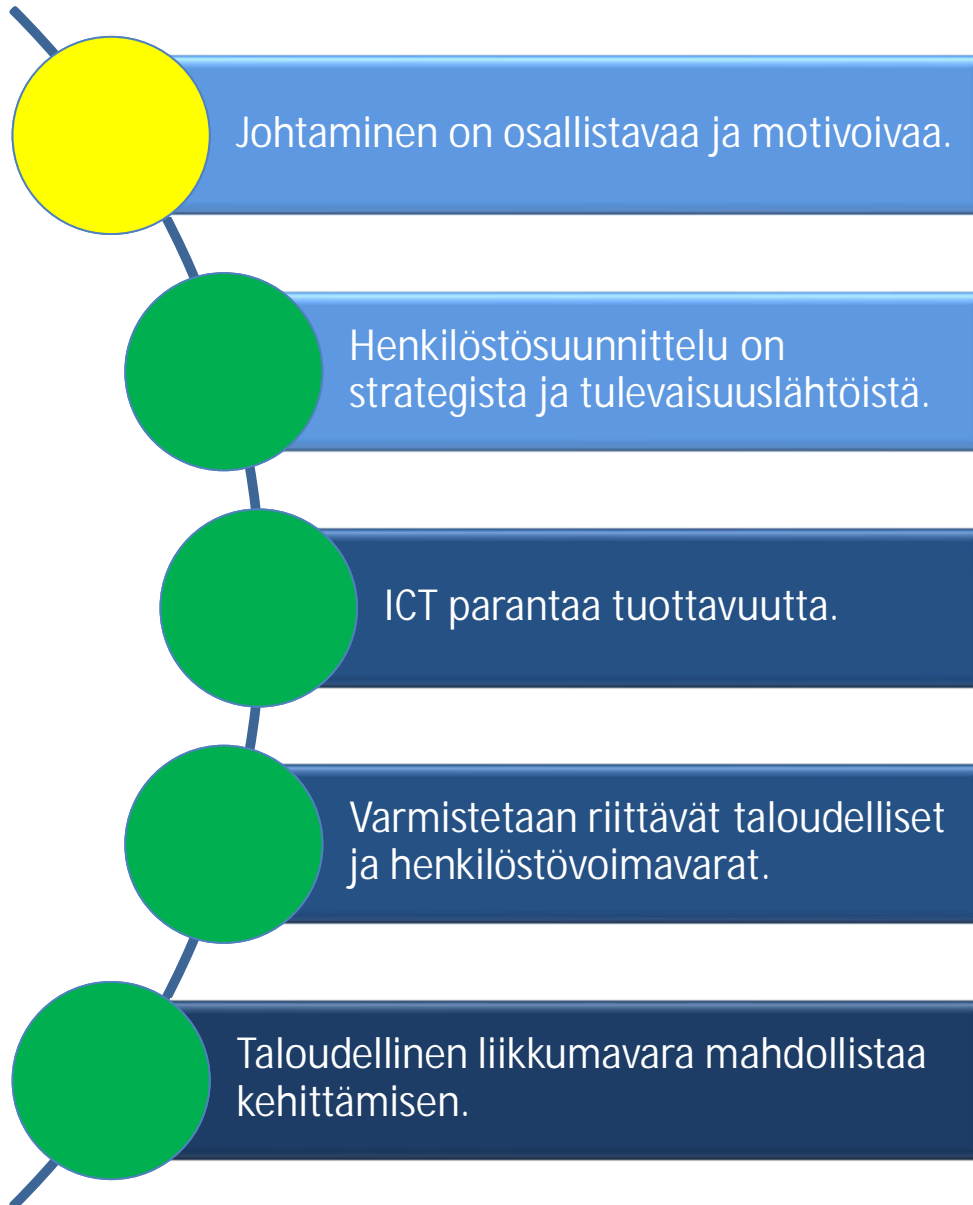 Johtaminen on osallistavaa ja motivoivaa.
Henkilöstösuunnittelu on
strategista ja tulevaisuuslähtöistä.
ICT parantaa tuottavuutta.
Varmistetaan riittävät taloudelliset
ja henkilöstövoimavarat.
Taloudellinen liikkumavara mahdollistaa
kehittämisen.